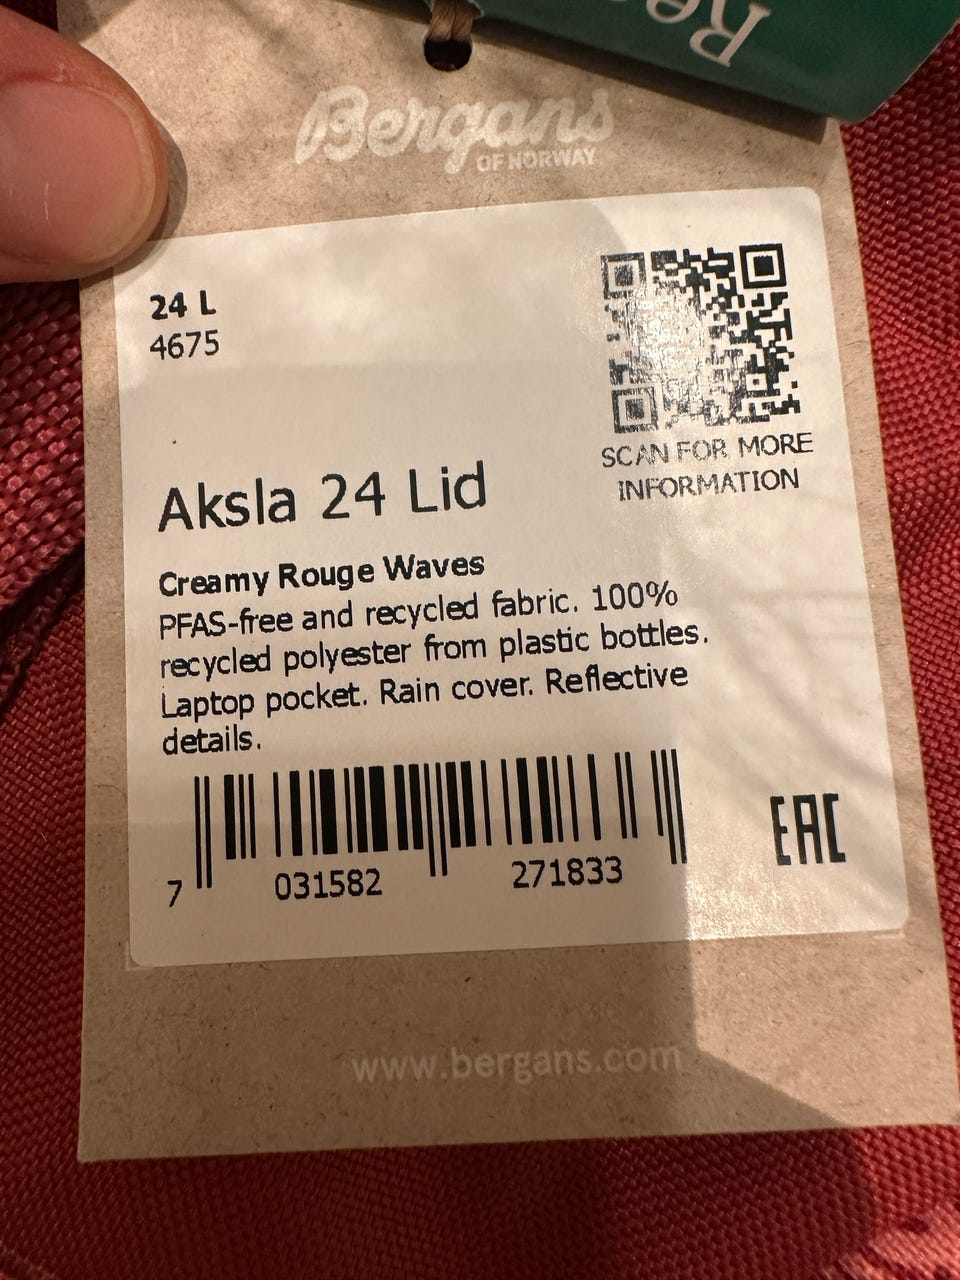 Bergans
OF NORWAY
24 L
4675
SCAN FOR MORE
INFORMATION
Aksla 24 Lid
Creamy Rouge Waves
PFAS-free and recycled fabric. 100%
recycled polyester from plastic bottles.
Laptop pocket. Rain cover. Reflective
details.
7 031582 271833
EAC
www.bergans.com